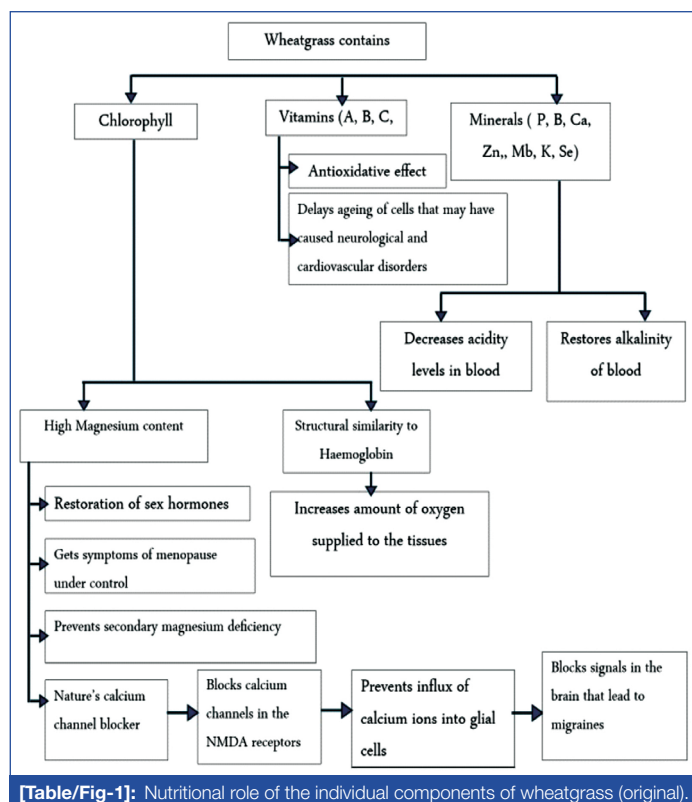 Wheatgrass contains
Chlorophyll
Vitamins (A, B, C,
Minerals ( P, B, Ca,
Zn,, Mb, K, Se)
Antioxidative effect
Delays ageing of cells that may have
caused neurological and
cardiovascular disorders
Decreases acidity
levels in blood
Restores alkalinity
of blood
High Magnesium content
Structural similarity to
Haemoglobin
Restoration of sex hormones
Increases amount of oxygen
supplied to the tissues
Gets symptoms of menopause
under control
Prevents secondary magnesium deficiency
Nature's calcium
channel blocker
Blocks calcium
channels in the
NMDA receptors
Prevents influx of
calcium ions into glial
cells
Blocks signals in the
brain that lead to
migraines
[Table/Fig-1]: Nutritional role of the individual components of wheatgrass (original).